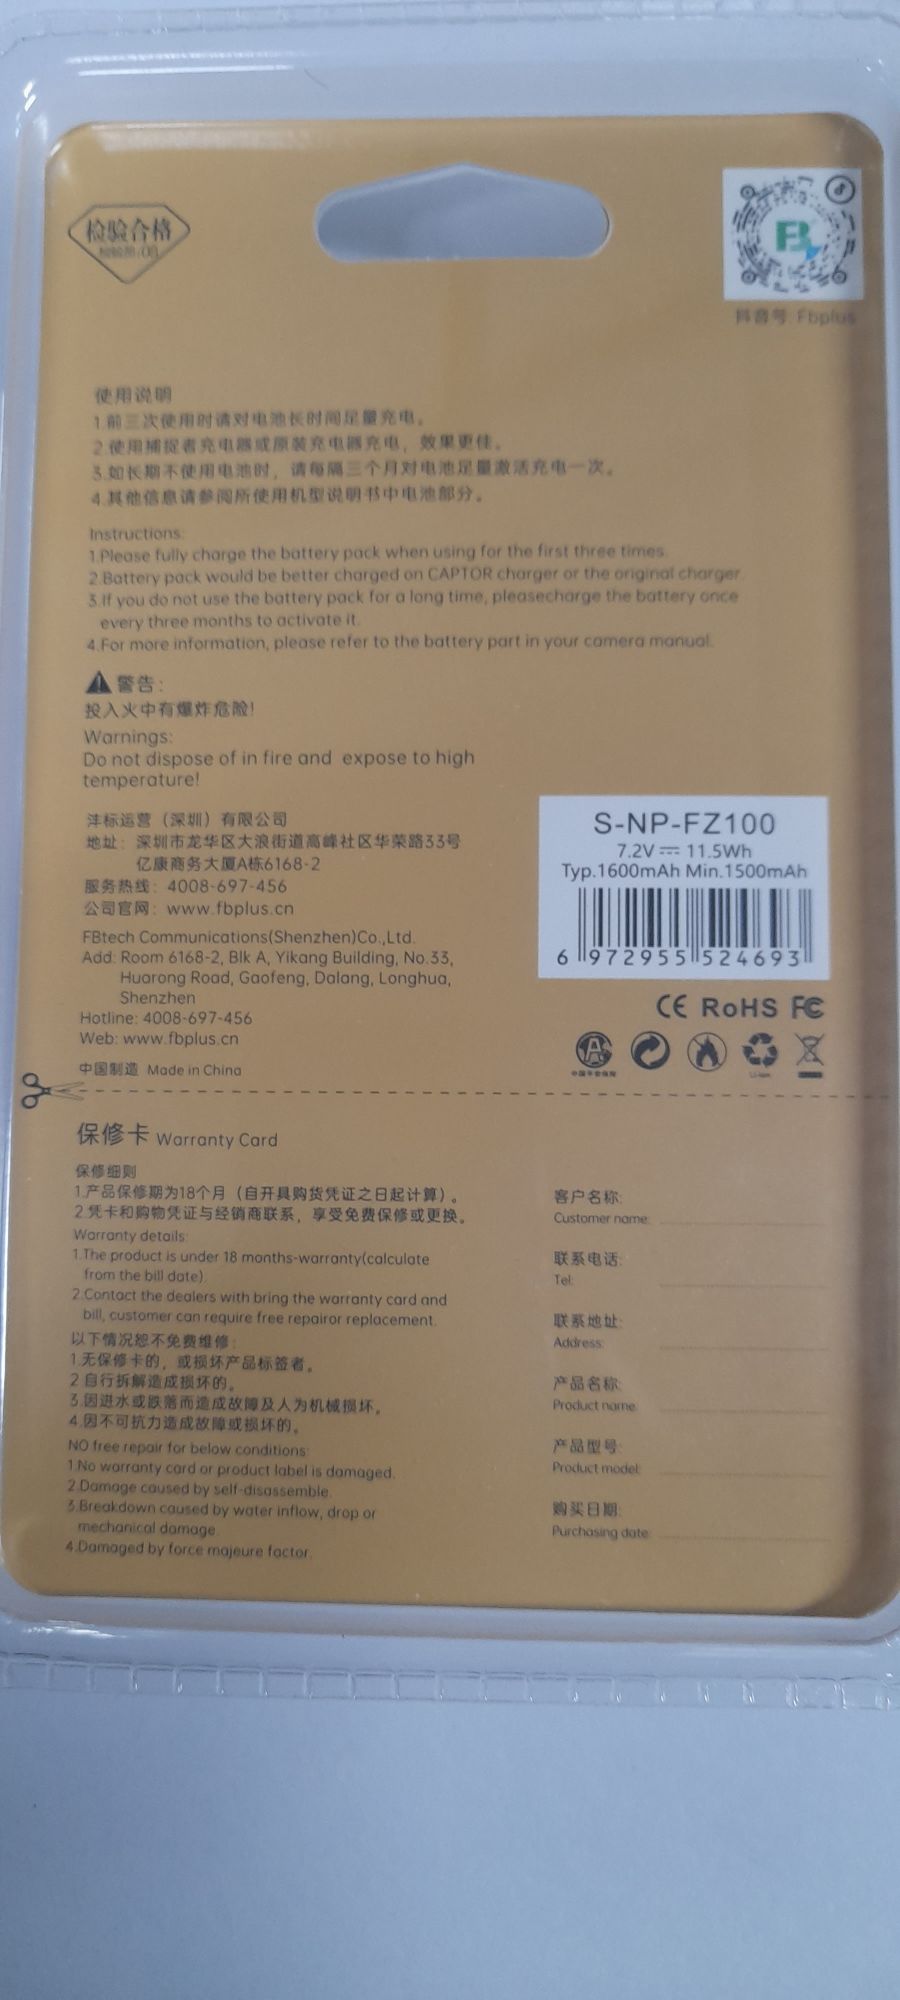 检验合格
抖音号: Fbplus
使用说明
1.前三次使用时请对电池长时间足量充电。
2.使用捕捉者充电器或原装充电器充电，效果更佳。
3.如长期不使用电池时，请每隔三个月对电池足量激活充电一次。
4.其他信息请参阅所使用机型说明书中电池部分。
Instructions:
1.Please fully charge the battery pack when using for the first three times.
2.Battery pack would be better charged on CAPTOR charger or the original charger.
3.If you do not use the battery pack for a long time, pleasecharge the battery once
every three months to activate it.
4.For more information, please refer to the battery part in your camera manual.
警告:
投入火中有爆炸危险!
Warnings:
Do not dispose of in fire and expose to high
temperature!
沣标运营（深圳）有限公司
地址: 深圳市龙华区大浪街道高峰社区华荣路33号
亿康商务大厦A栋6168-2
服务热线: 4008-697-456
公司官网: www.fbplus.cn
FBtech Communications(Shenzhen)Co.,Ltd.
Add: Room 6168-2, Blk A, Yikang Building, No.33,
Huarong Road, Gaofeng, Dalang, Longhua,
Shenzhen
Hotline: 4008-697-456
Web: www.fbplus.cn
中国制造 Made in China
S-NP-FZ100
7.2V⎓ 11.5Wh
Typ.1600mAh Min.1500mAh
6 972955 524693
CE RoHS FC
Li-ion
保修卡 Warranty Card
保修细则
1.产品保修期为18个月（自开具购货凭证之日起计算）。
2.凭卡和购物凭证与经销商联系，享受免费保修或更换。
Warranty details:
1.The product is under 18 months-warranty(calculate
from the bill date).
2.Contact the dealers with bring the warranty card and
bill, customer can require free repairor replacement.
以下情况恕不免费维修:
1.无保修卡的，或损坏产品标签者。
2.自行拆解造成损坏的。
3.因进水或跌落而造成故障及人为机械损坏。
4.因不可抗力造成故障或损坏的。
NO free repair for below conditions:
1.No warranty card or product label is damaged.
2.Damage caused by self-disassemble.
3.Breakdown caused by water inflow, drop or
mechanical damage.
4.Damaged by force majeure factor.
客户名称:
Customer name:
联系电话:
Tel:
联系地址:
Address:
产品名称:
Product name:
产品型号:
Product model:
购买日期:
Purchasing date: